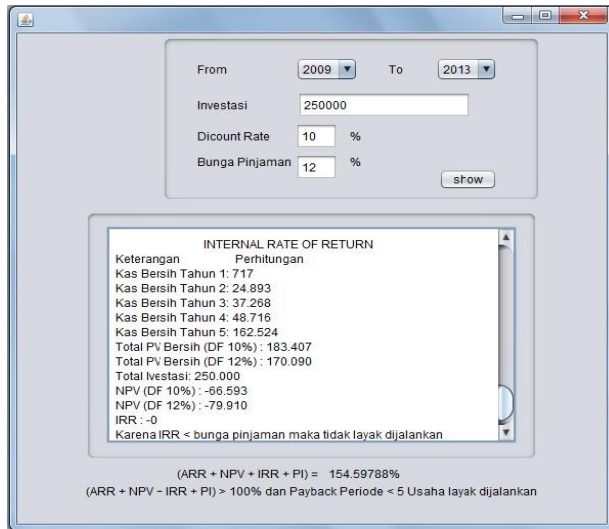 From 2009 To 2013
Investasi 250000
Dicount Rate 10 %
Bunga Pinjaman 12 %
show
INTERNAL RATE OF RETURN
Keterangan Perhitungan
Kas Bersih Tahun 1: 717
Kas Bersih Tahun 2: 24.893
Kas Bersih Tahun 3: 37.268
Kas Bersih Tahun 4: 48.716
Kas Bersih Tahun 5: 162.524
Total PV Bersih (DF 10%) : 183.407
Total PV Bersih (DF 12%) : 170.090
Total Ivestasi: 250.000
NPV (DF 10%) : -66.593
NPV (DF 12%) : -79.910
IRR : -0
Karena IRR < bunga pinjaman maka tidak layak dijalankan
(ARR + NPV + IRR + PI) = 154.59788%
(ARR + NPV - IRR + PI) > 100% dan Payback Periode < 5 Usaha layak dijalankan